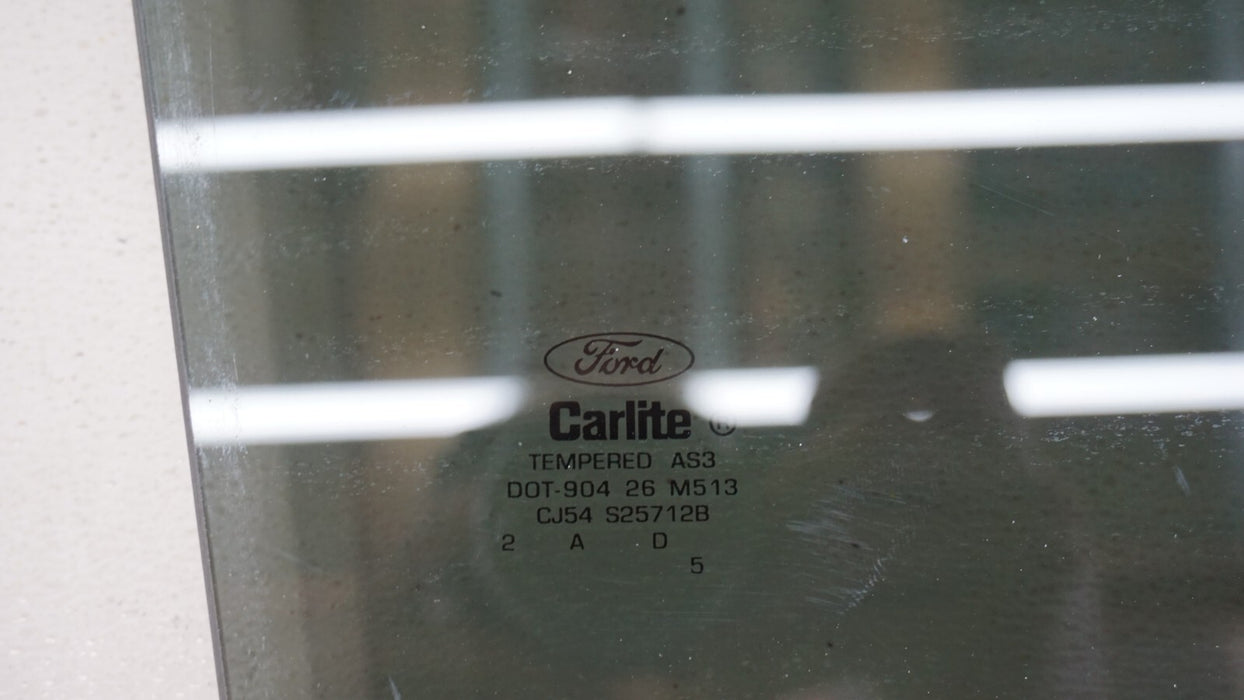 Ford
Carlite ®
TEMPERED AS3
DOT-904 26 M513
CJ54 S25712B
2 A D
5